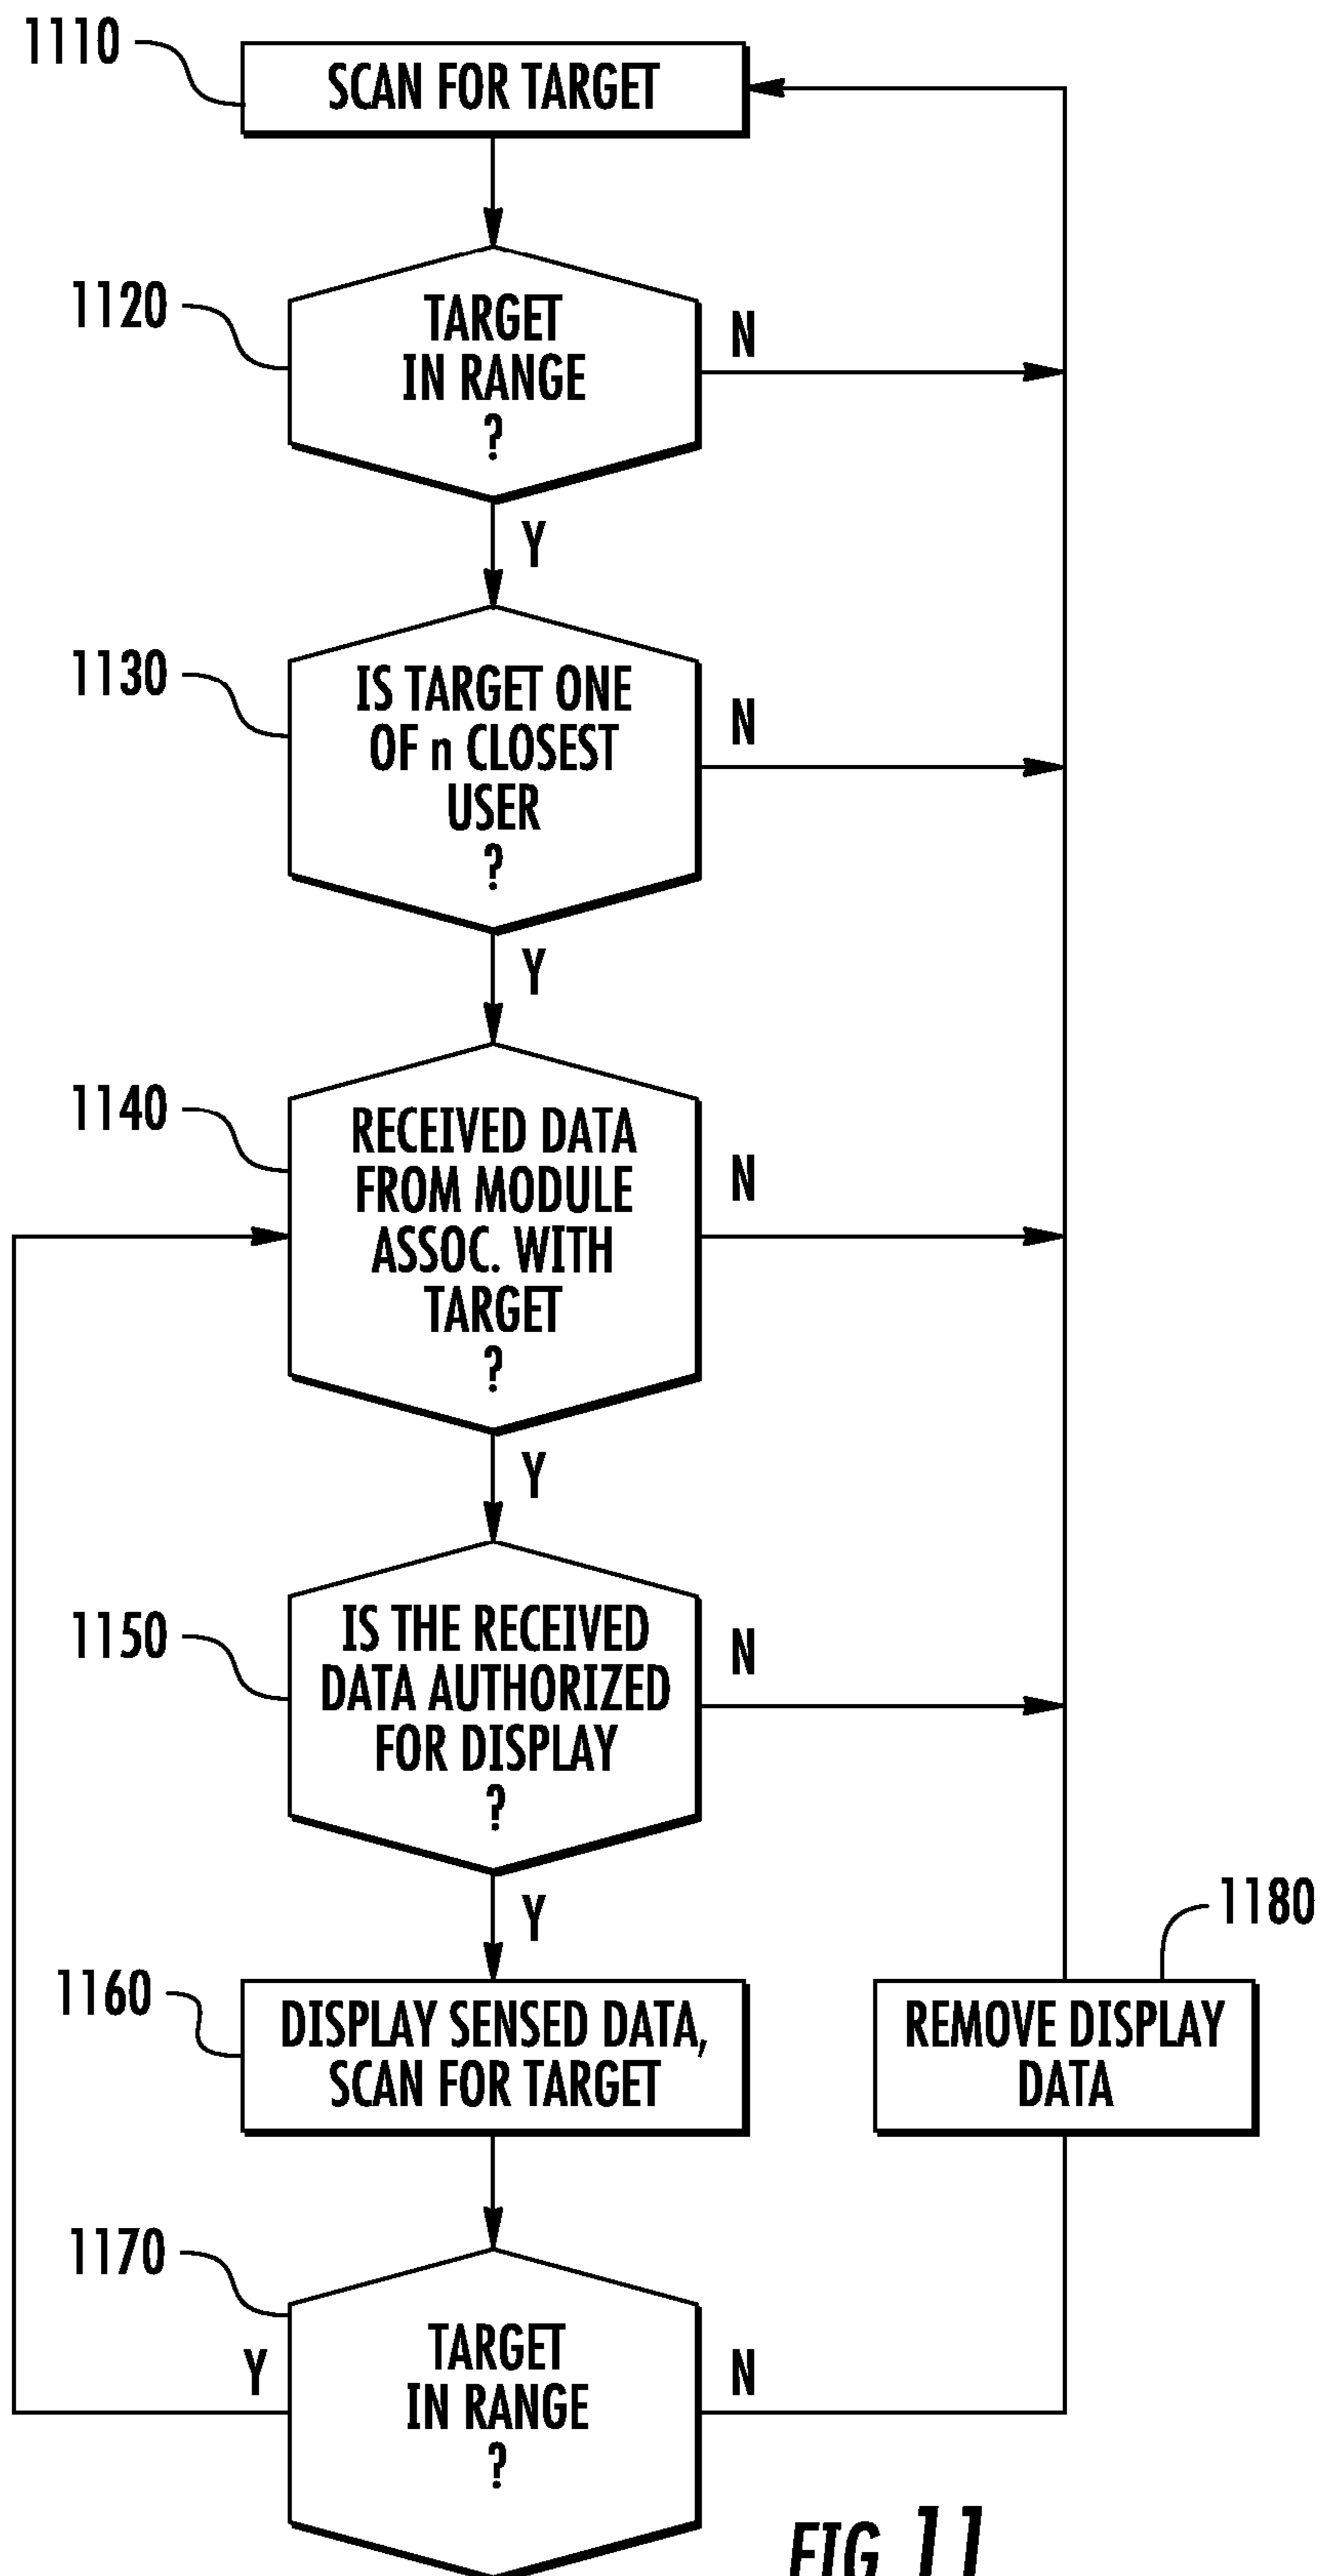 1110
SCAN FOR TARGET
1120
TARGET
IN RANGE
?
N
Y
1130
IS TARGET ONE
OF n CLOSEST
USER
?
N
Y
1140
RECEIVED DATA
FROM MODULE
ASSOC. WITH
TARGET
?
N
Y
1150
IS THE RECEIVED
DATA AUTHORIZED
FOR DISPLAY
?
N
Y
1160
DISPLAY SENSED DATA,
SCAN FOR TARGET
1180
REMOVE DISPLAY
DATA
1170
TARGET
IN RANGE
?
Y
N
FIG. 11